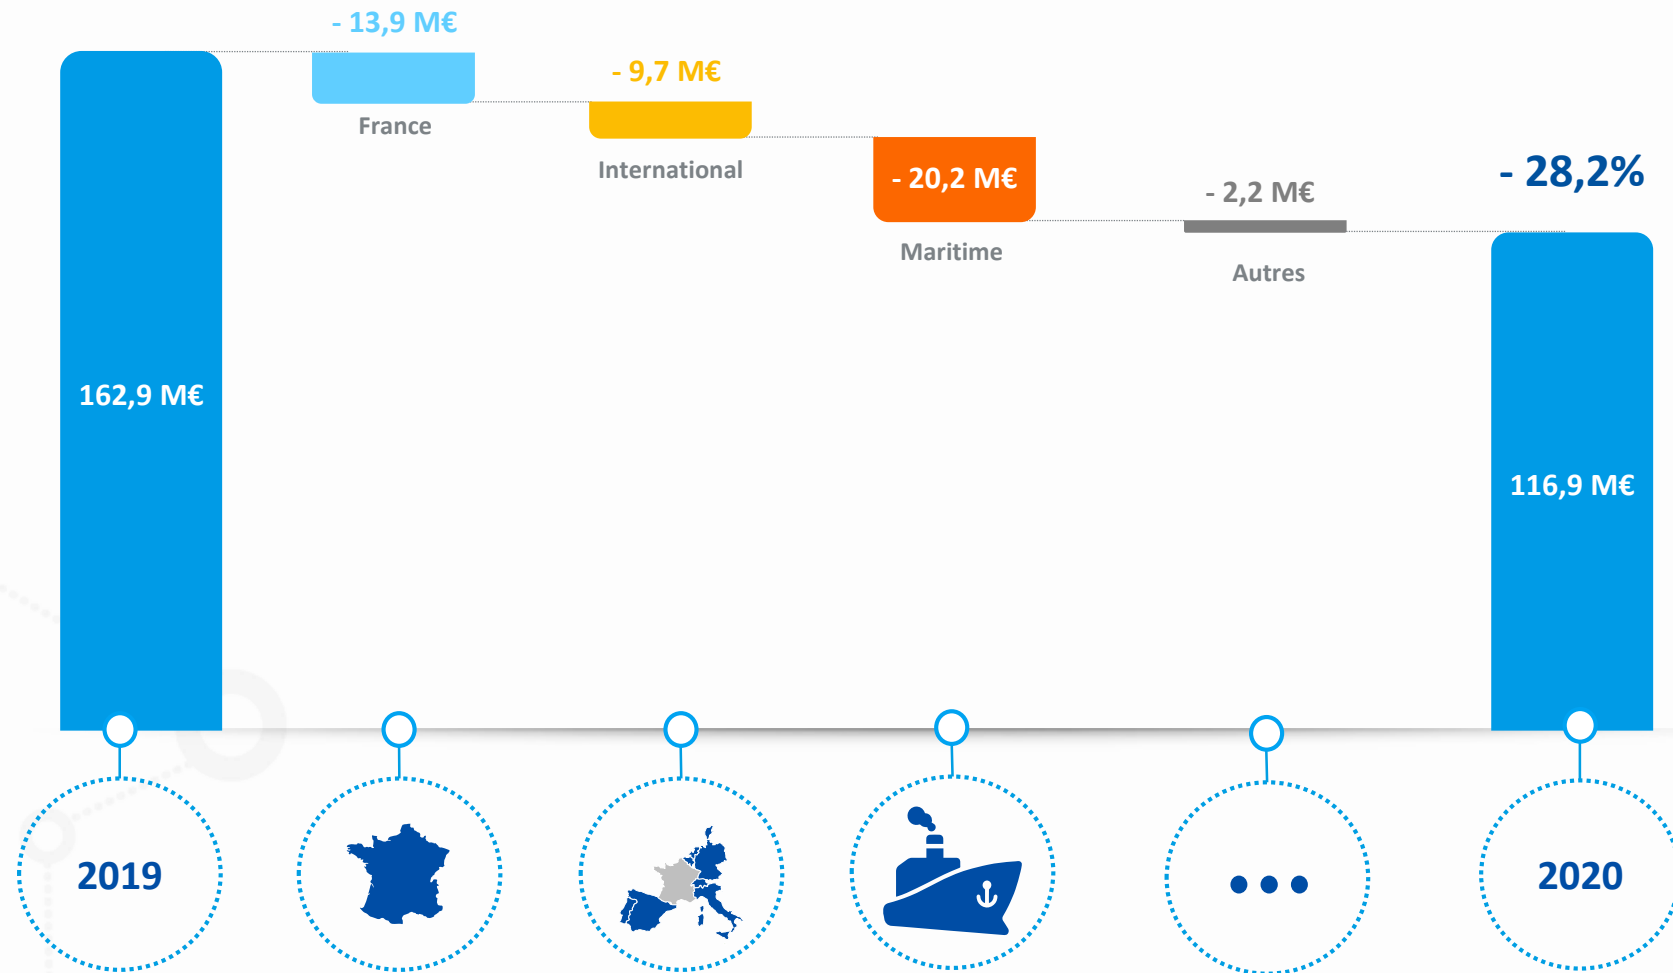 - 13,9 M€
France
- 9,7 M€
International
- 20,2 M€
Maritime
- 2,2 M€
Autres
- 28,2%
162,9 M€
116,9 M€
2019
2020